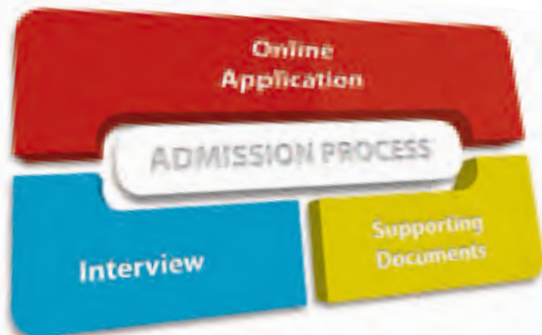 Online
Application
ADMISSION PROCESS
Interview
Supporting
Documents